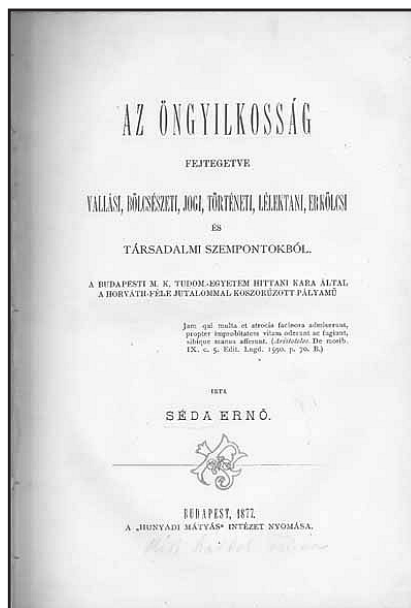 AZ ÖNGYILKOSSÁG
FEJTEGETVE
VALLÁSI, BÖLCSÉSZETI, JOGI, TÖRTÉNETI, LÉLEKTANI, ERKÖLCSI
ÉS
TÁRSADALMI SZEMPONTOKBÓL.
A BUDAPESTI M. K. TUDOM.-EGYETEM HITTANI KARA ÁLTAL
A HORVÁTH-FÉLE JUTALOMMAL KOSZORÚZOTT PÁLYAMŰ
Jam qui multa et atrocia facinora admiserunt,
propter improbitatem vitam oderunt ac fugiunt,
sibique manus afferunt. (Aristoteles. De morib.
IX. c. 5. Edit. Lugd. 1590. p. 70. B.)
IRTA
SÉDA ERNŐ.
BUDAPEST, 1877.
A „HUNYADI MÁTYÁS“ INTÉZET NYOMÁSA.